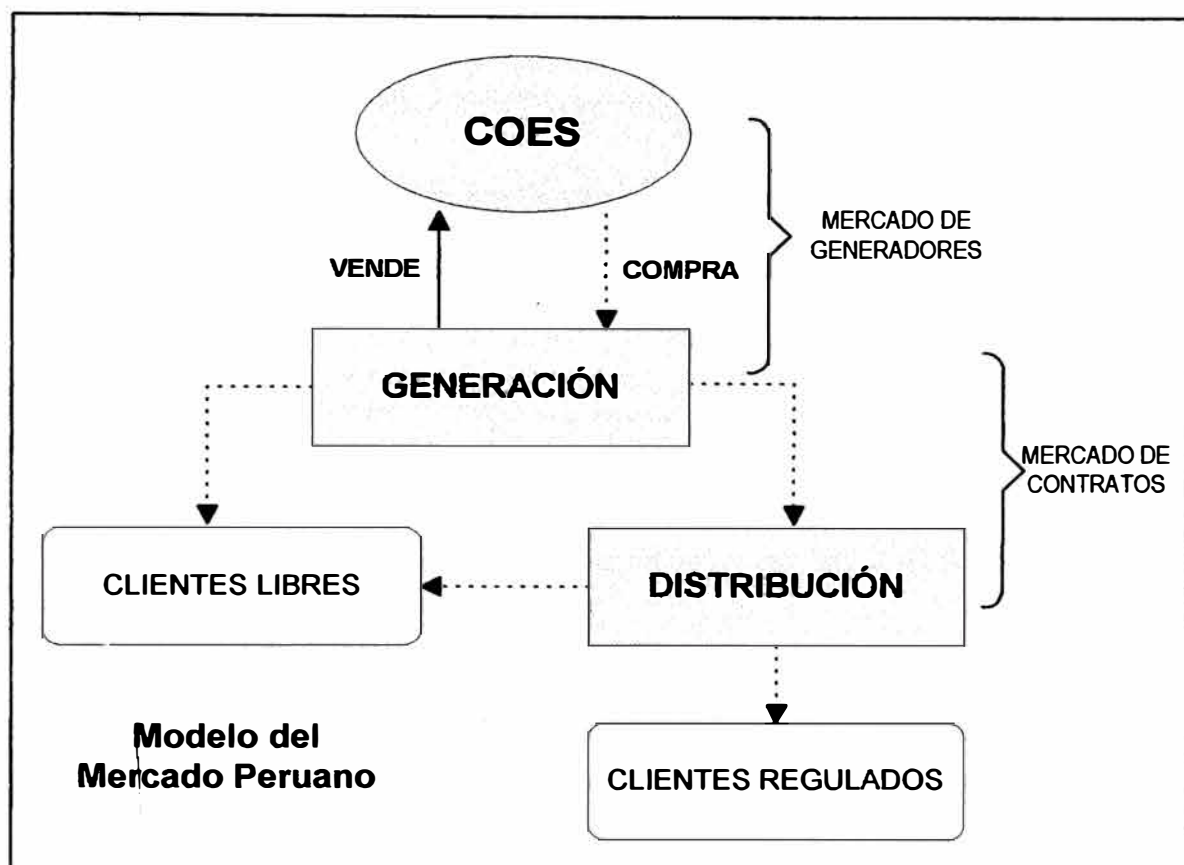 COES
MERCADO DE
GENERADORES
VENDE
COMPRA
GENERACIÓN
MERCADO DE
CONTRATOS
CLIENTES LIBRES
DISTRIBUCIÓN
Modelo del
Mercado Peruano
CLIENTES REGULADOS